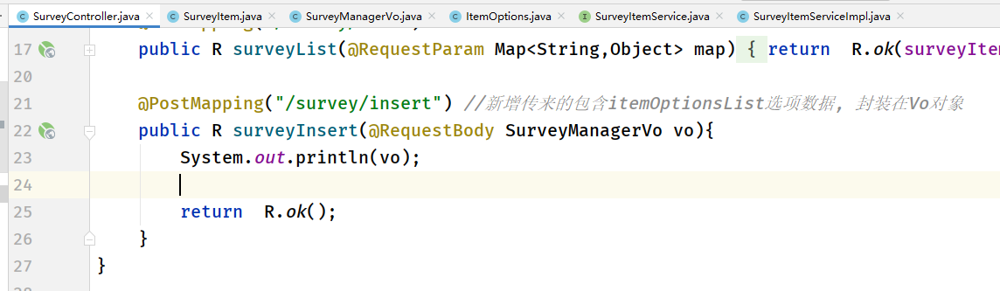 SurveyController.java × SurveyItem.java × SurveyManagerVo.java × ItemOptions.java × SurveyItemService.java × SurveyItemServiceImpl.java ×
17 public R surveyList(@RequestParam Map<String,Object> map) { return R.ok(surveyItem
20
21 @PostMapping("/survey/insert") //新增传来的包含itemOptionsList选项数据, 封装在Vo对象
22 public R surveyInsert(@RequestBody SurveyManagerVo vo){
23 System.out.println(vo);
24
25 return R.ok();
26 }
27 }